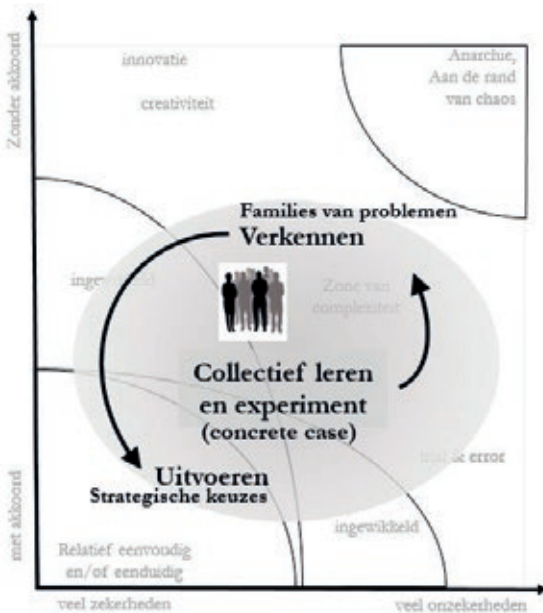 Zonder akkoord
innovatie
creativiteit
Anarchie,
Aan de rand
van chaos
Families van problemen
Verkennen
Zone van
complexiteit
Collectief leren
en experiment
(concrete case)
Uitvoeren
Strategische keuzes
& error
ingewikkeld
met akkoord
Relatief eenvoudig
en/of eenduidig
veel zekerheden
veel onzekerheden